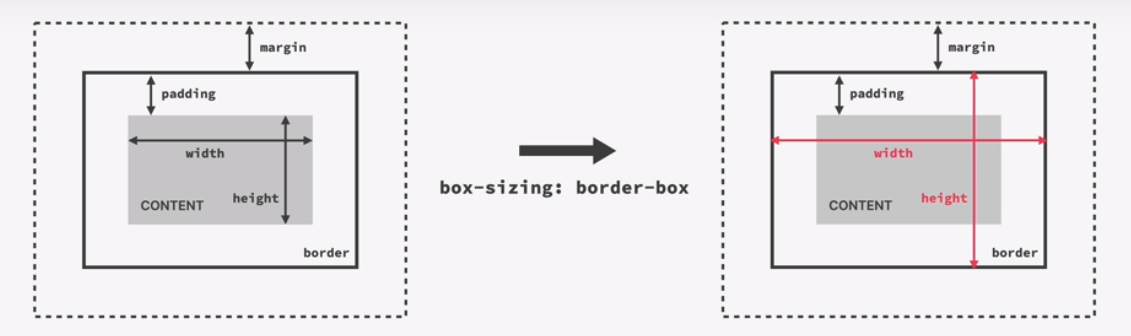 margin
padding
width
height
CONTENT
border
box-sizing: border-box
margin
padding
width
height
CONTENT
border